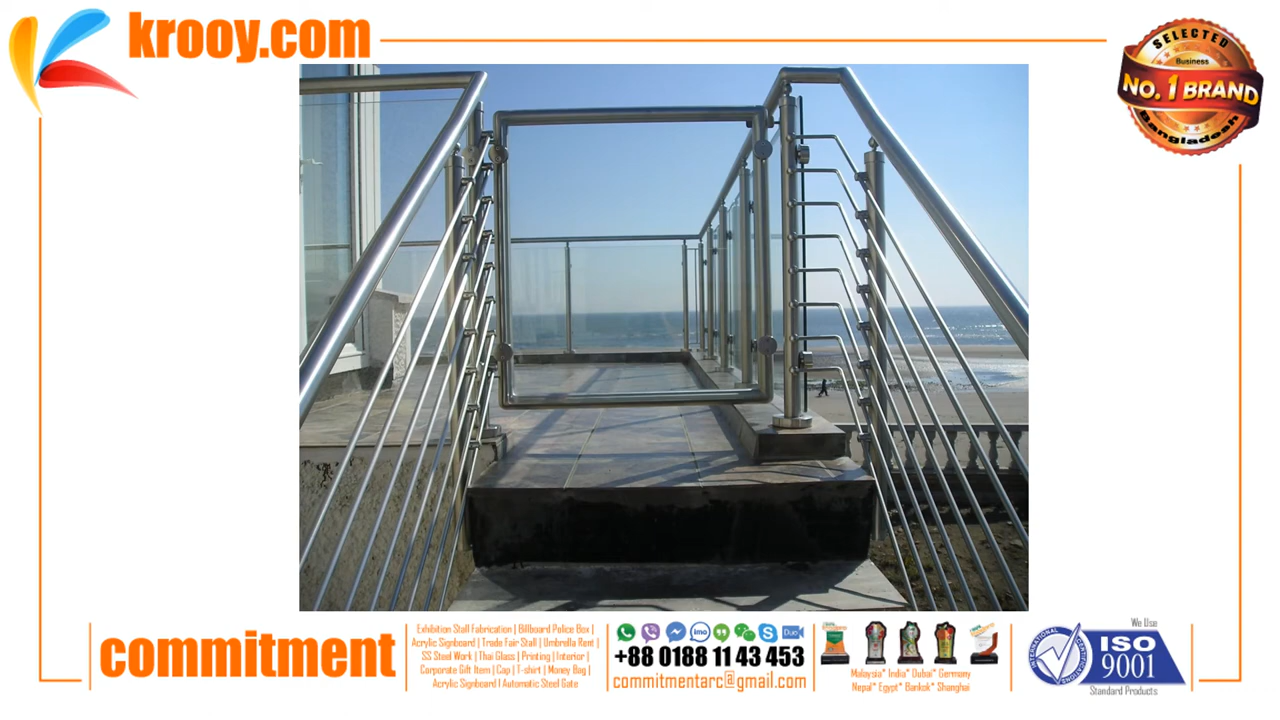 krooy.com
SELECTED
Business
NO. 1 BRAND
Bangladesh
commitment
Exhibition Stall Fabrication | Billboard Police Box |
Acrylic Signboard | Trade Fair Stall | Umbrella Rent |
SS Steel Work | Thai Glass | Printing | Interior |
Corporate Gift Item | Cap | T-shirt | Money Bag |
Acrylic Signboard | Automatic Steel Gate
imo
Duo
+88 0188 11 43 453
commitmentarc@gmail.com
Malaysia* India* Dubai* Germany
Nepal* Egypt* Bankok* Shanghai
We Use
INTERNATIONAL
CERTIFICATIONS
ISO
9001
Standard Products